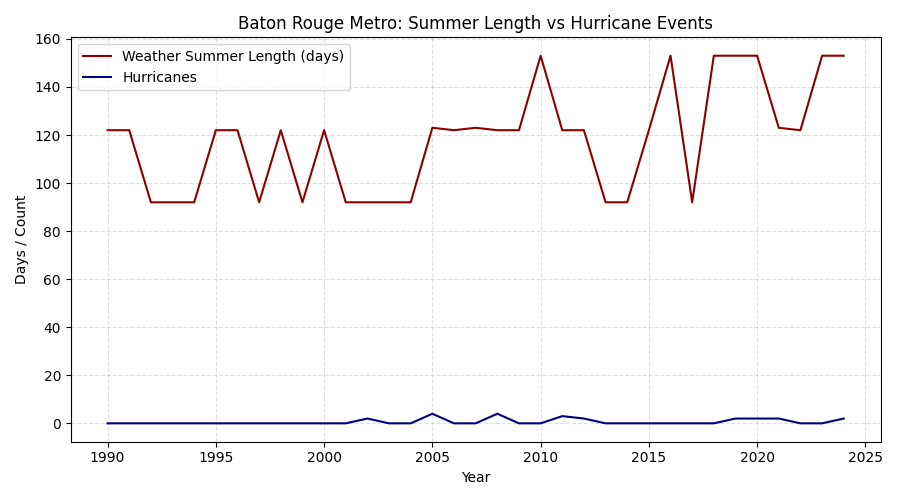 Baton Rouge Metro: Summer Length vs Hurricane Events
Weather Summer Length (days)
Hurricanes
Days / Count
160
140
120
100
80
60
40
20
0
1990 1995 2000 2005 2010 2015 2020 2025
Year